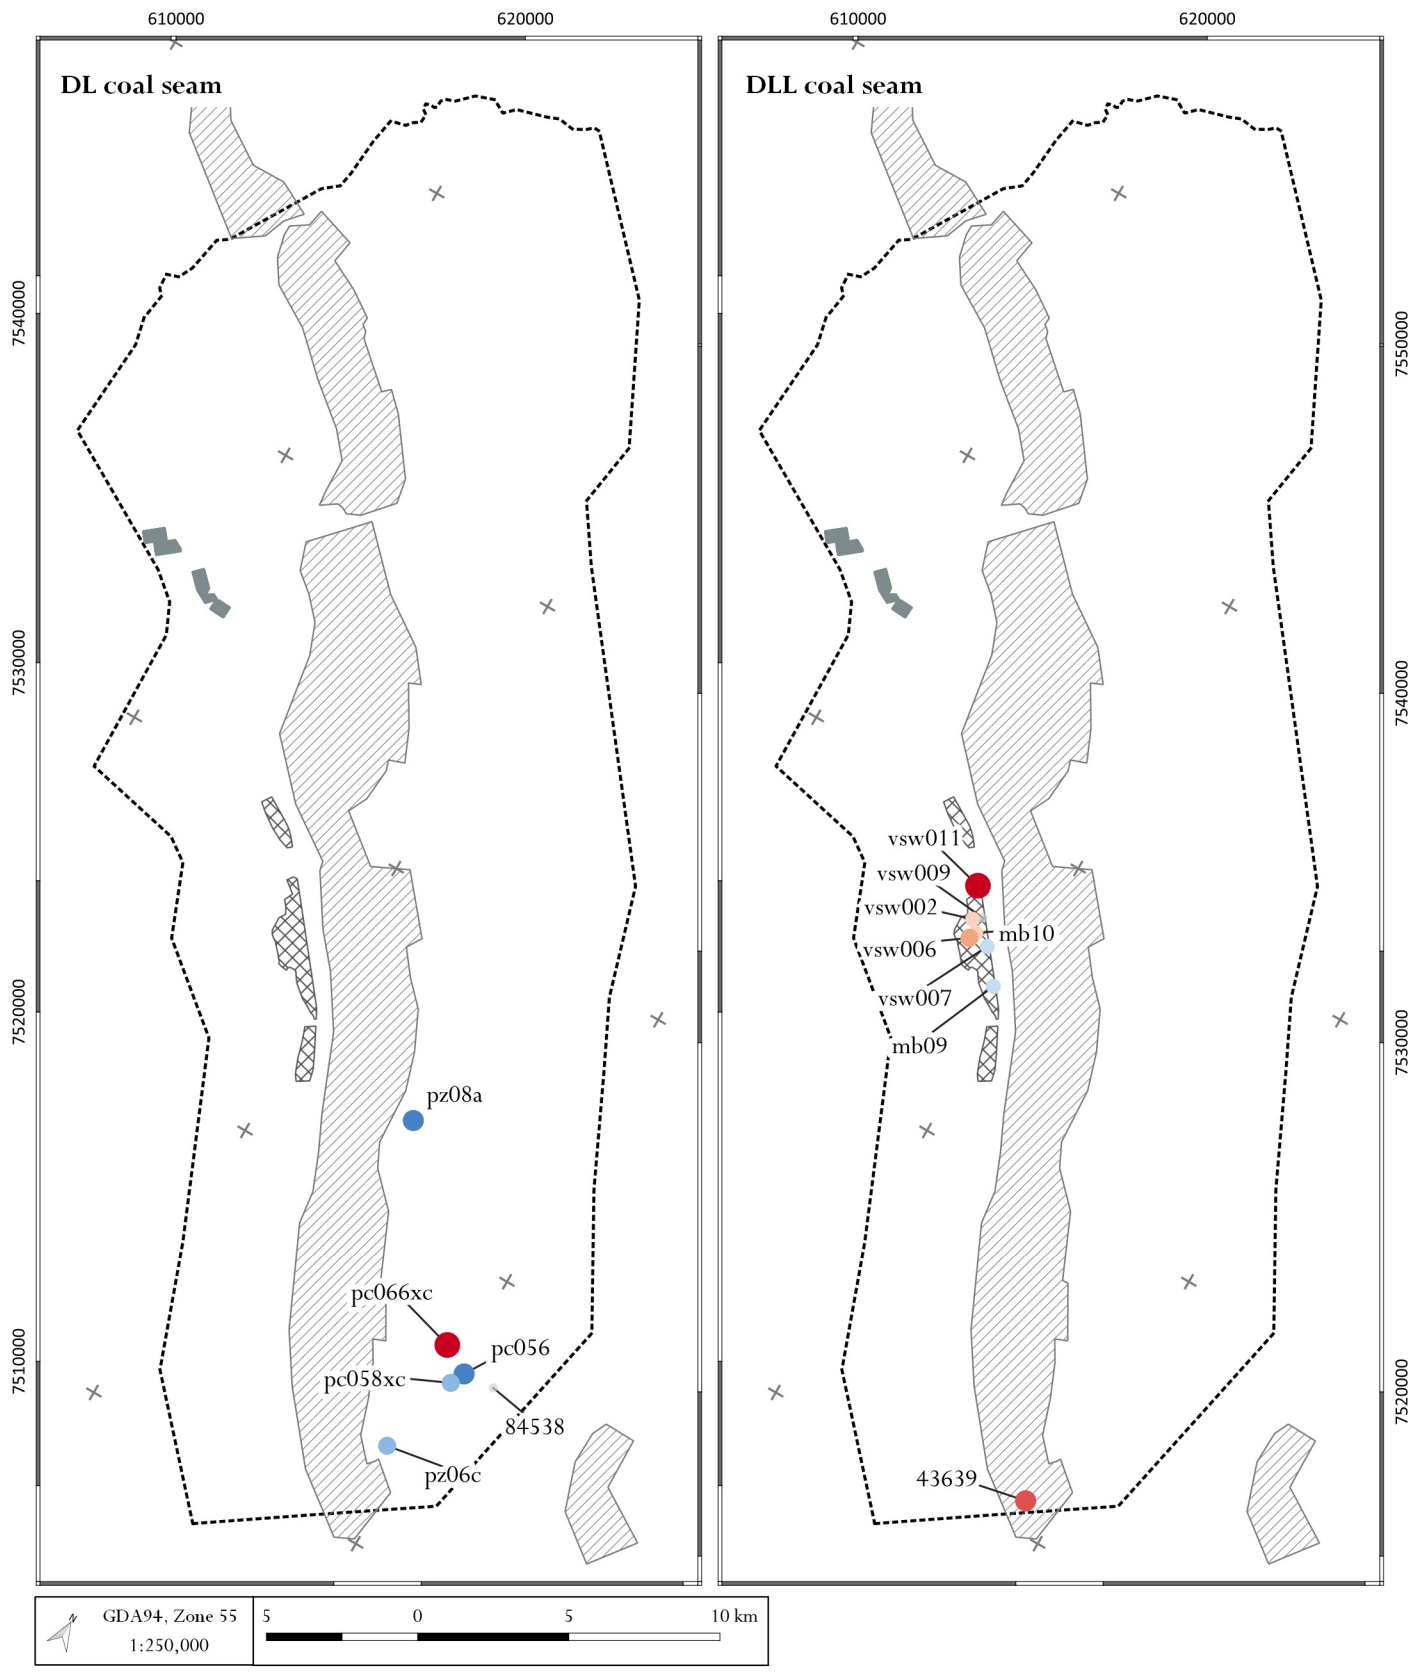 610000 620000 610000 620000
DL coal seam
DLL coal seam
7540000
7530000
7520000
7510000
7550000
7540000
7530000
7520000
pz08a
pc066xc
pc056
pc058xc
84538
pz06c
vsw011
vsw009
vsw002
mb10
vsw006
vsw007
mb09
43639
N
GDA94, Zone 55
1:250,000
5 0 5 10 km